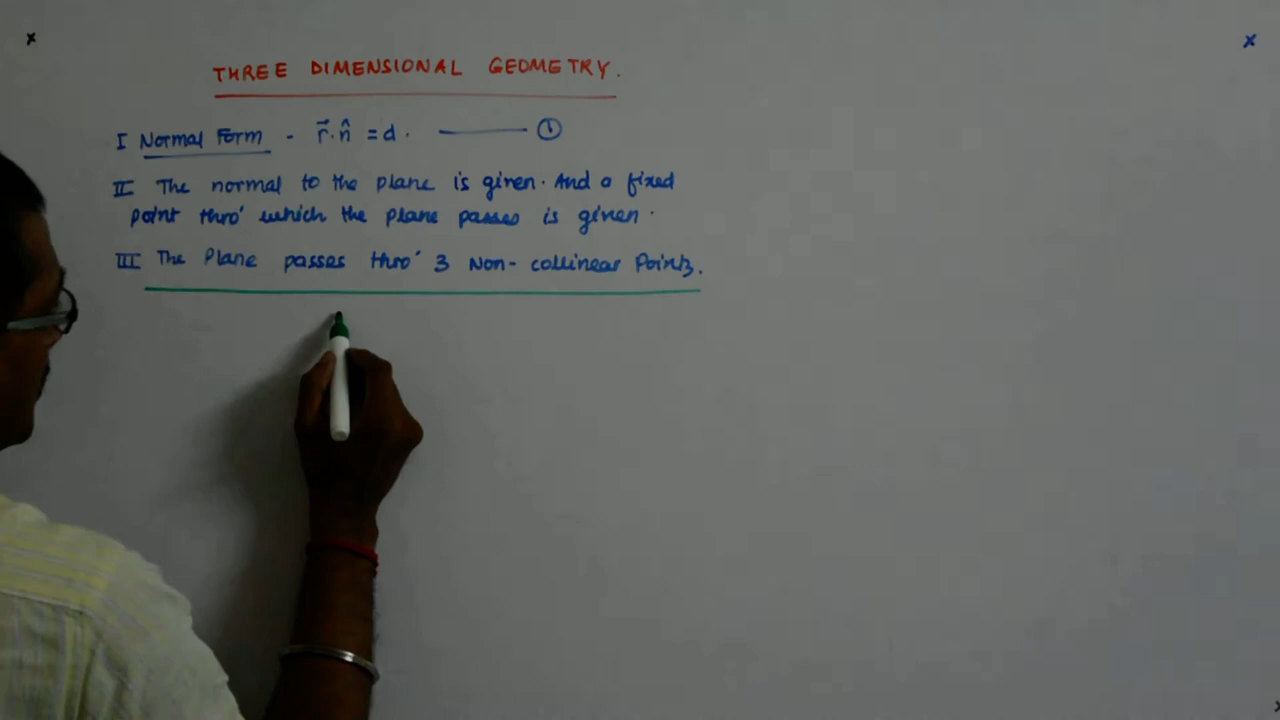 THREE DIMENSIONAL GEOMETRY.
I Normal Form - r⃗.n̂ = d. ——— ①
II The normal to the plane is given. And a fixed
point thro' which the plane passes is given.
III The Plane passes thro' 3 Non-collinear Points.